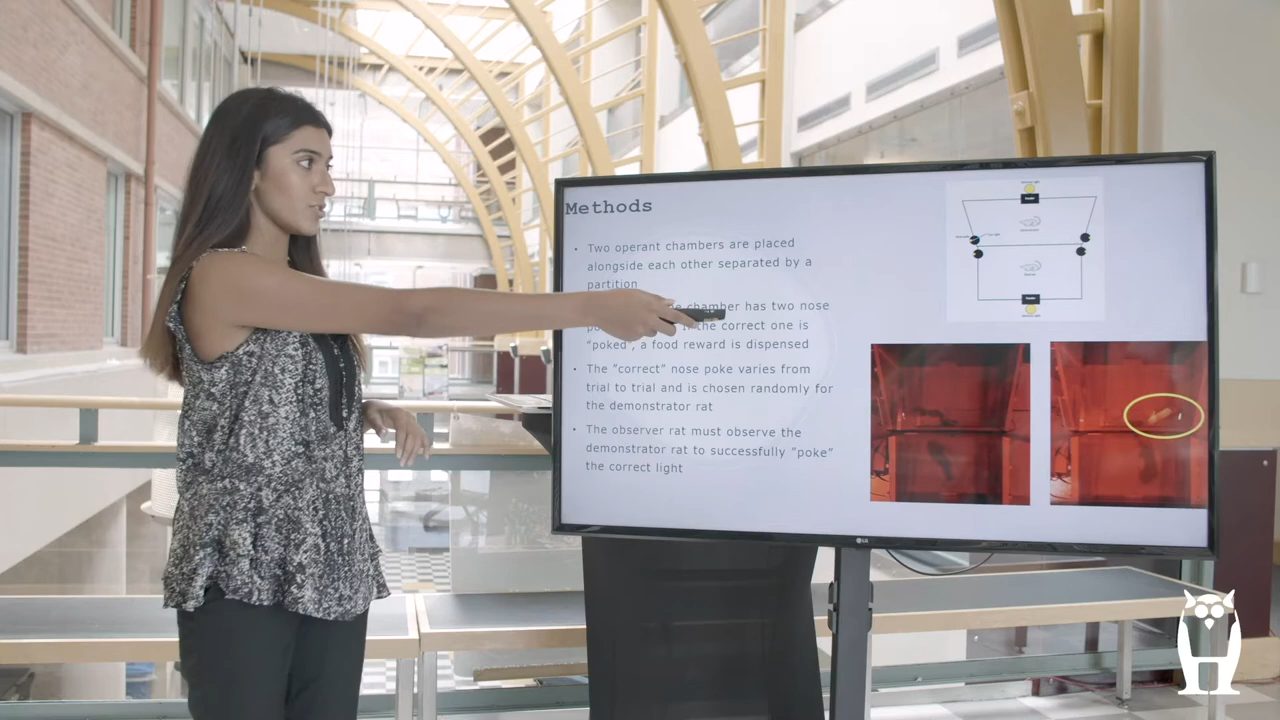 Methods
• Two operant chambers are placed
alongside each other separated by a
partition
chamber has two nose
the correct one is
"poked", a food reward is dispensed
• The "correct" nose poke varies from
trial to trial and is chosen randomly for
the demonstrator rat
• The observer rat must observe the
demonstrator rat to successfully "poke"
the correct light
LG